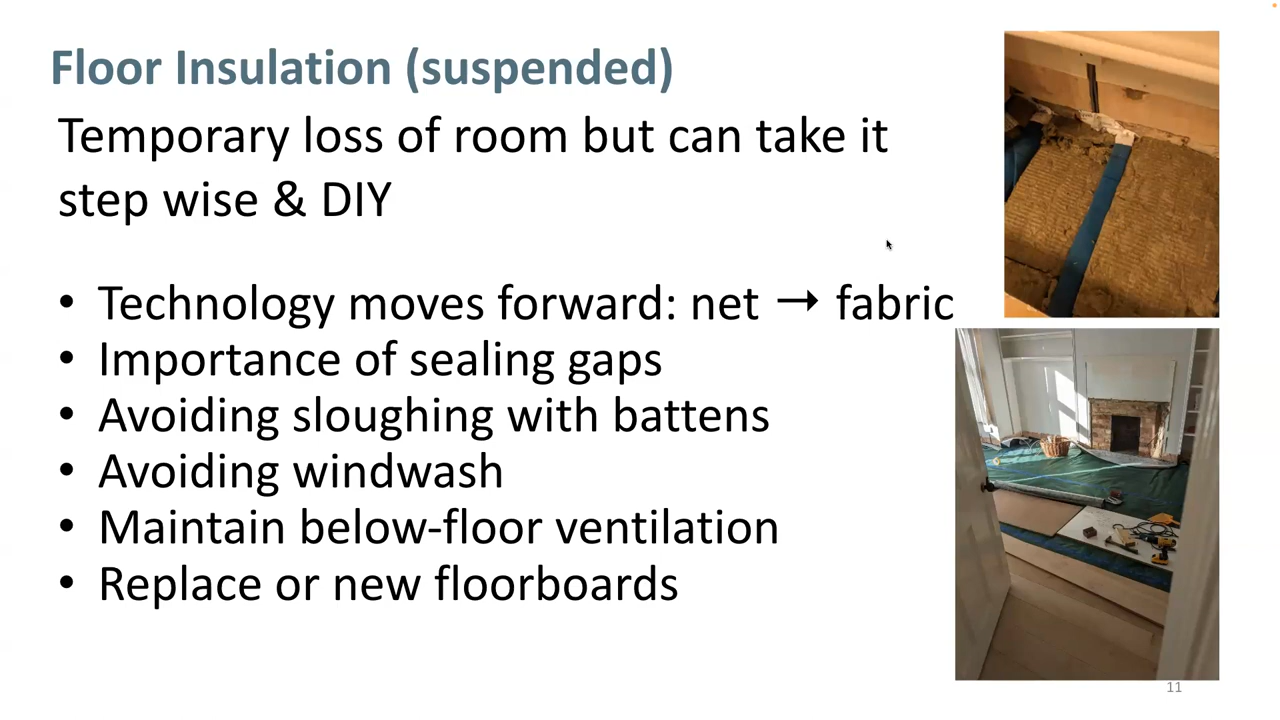 Floor Insulation (suspended)
Temporary loss of room but can take it
step wise & DIY
• Technology moves forward: net → fabric
• Importance of sealing gaps
• Avoiding sloughing with battens
• Avoiding windwash
• Maintain below-floor ventilation
• Replace or new floorboards
11